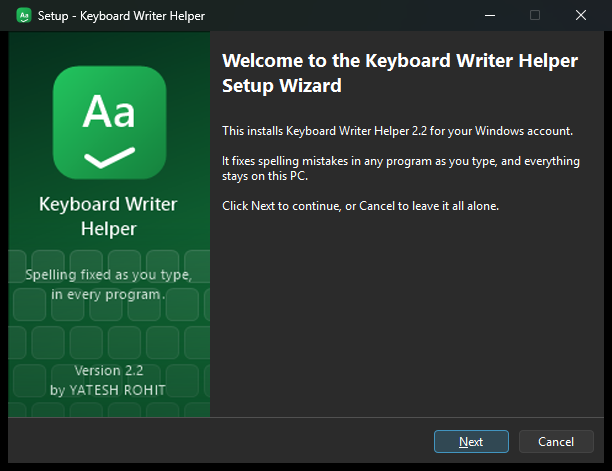 Aa
Setup - Keyboard Writer Helper
Aa
Keyboard Writer
Helper
Spelling fixed as you type,
in every program.
Version 2.2
by YATESH ROHIT
Welcome to the Keyboard Writer Helper
Setup Wizard
This installs Keyboard Writer Helper 2.2 for your Windows account.
It fixes spelling mistakes in any program as you type, and everything
stays on this PC.
Click Next to continue, or Cancel to leave it all alone.
Next
Cancel